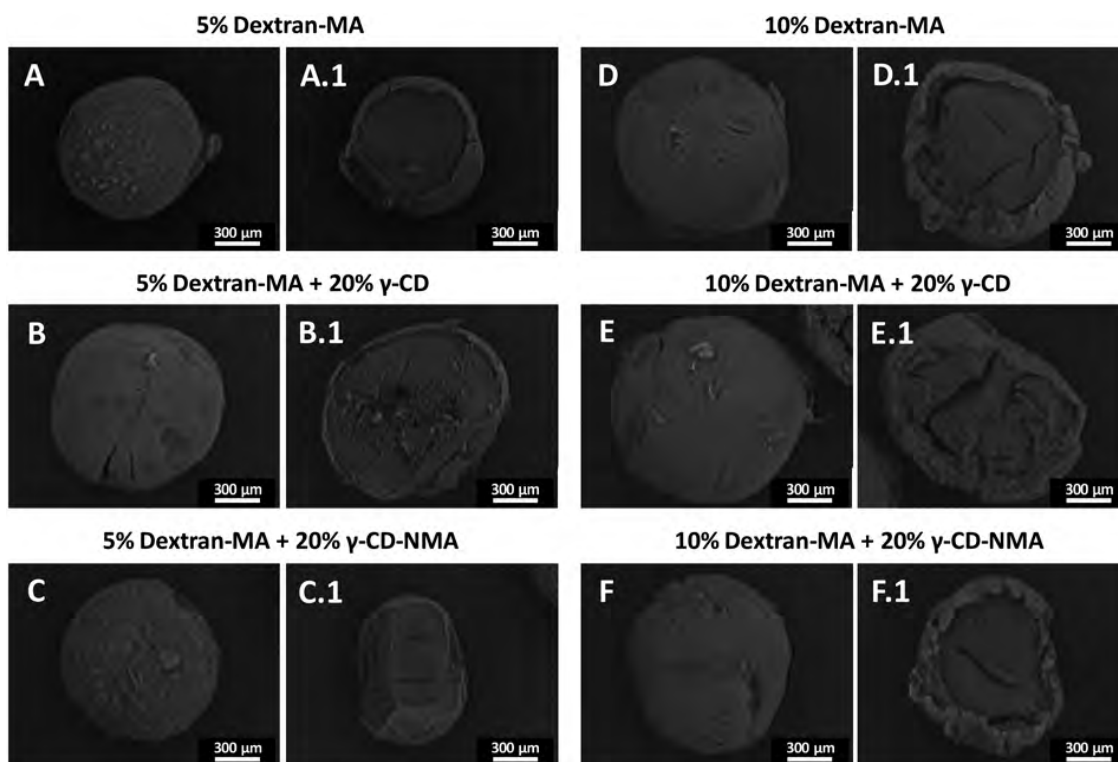 5% Dextran-MA
10% Dextran-MA
A
A.1
D
D.1
300 µm
300 µm
300 µm
300 µm
5% Dextran-MA + 20% γ-CD
10% Dextran-MA + 20% γ-CD
B
B.1
E
E.1
300 µm
300 µm
300 µm
300 µm
5% Dextran-MA + 20% γ-CD-NMA
10% Dextran-MA + 20% γ-CD-NMA
C
C.1
F
F.1
300 µm
300 µm
300 µm
300 µm